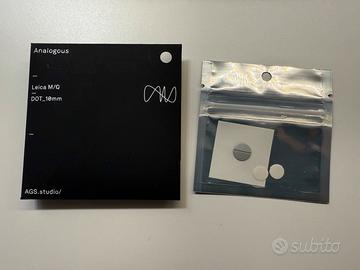 Analogous
Leica M/Q
DOT_10mm
AGS.studio/
subito